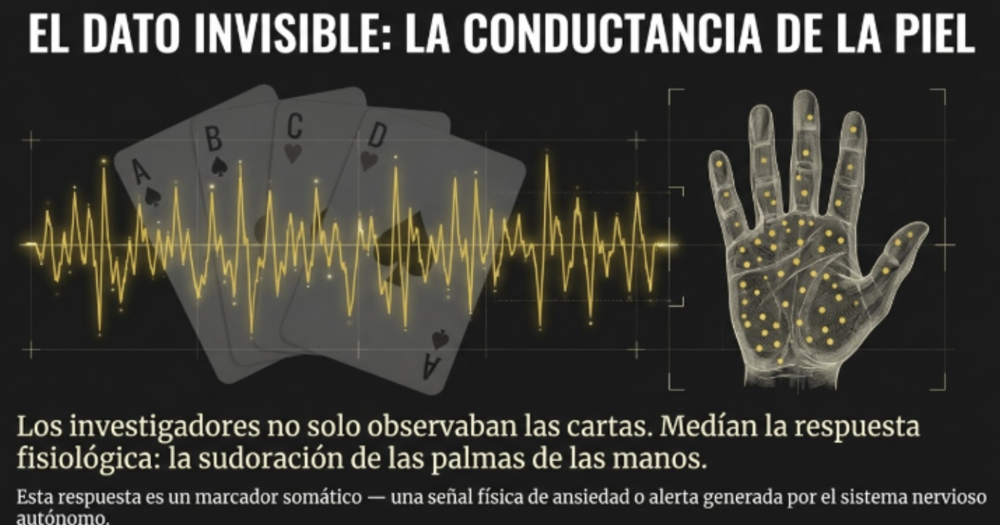 EL DATO INVISIBLE: LA CONDUCTANCIA DE LA PIEL
A
B
C
D
A
Los investigadores no solo observaban las cartas. Medían la respuesta
fisiológica: la sudoración de las palmas de las manos.
Esta respuesta es un marcador somático — una señal física de ansiedad o alerta generada por el sistema nervioso
autónomo.